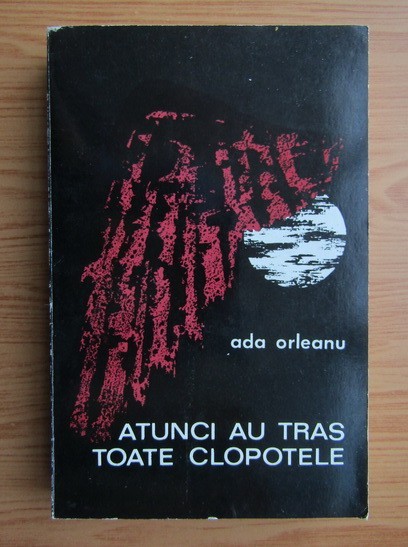 ada orleanu
ATUNCI AU TRAS
TOATE CLOPOTELE